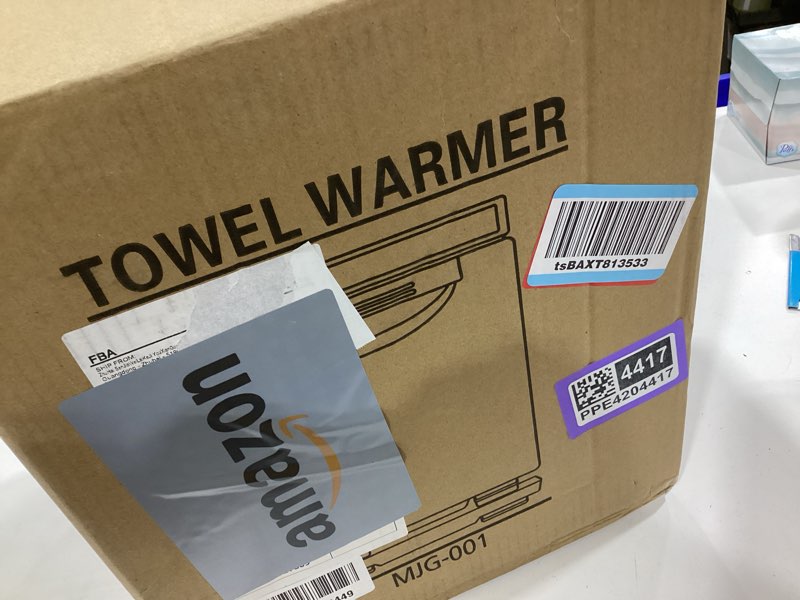 TOWEL WARMER
tsBAXT813533
FBA
SHIP FROM:
4417
PPE4204417
amazon
MJG-001